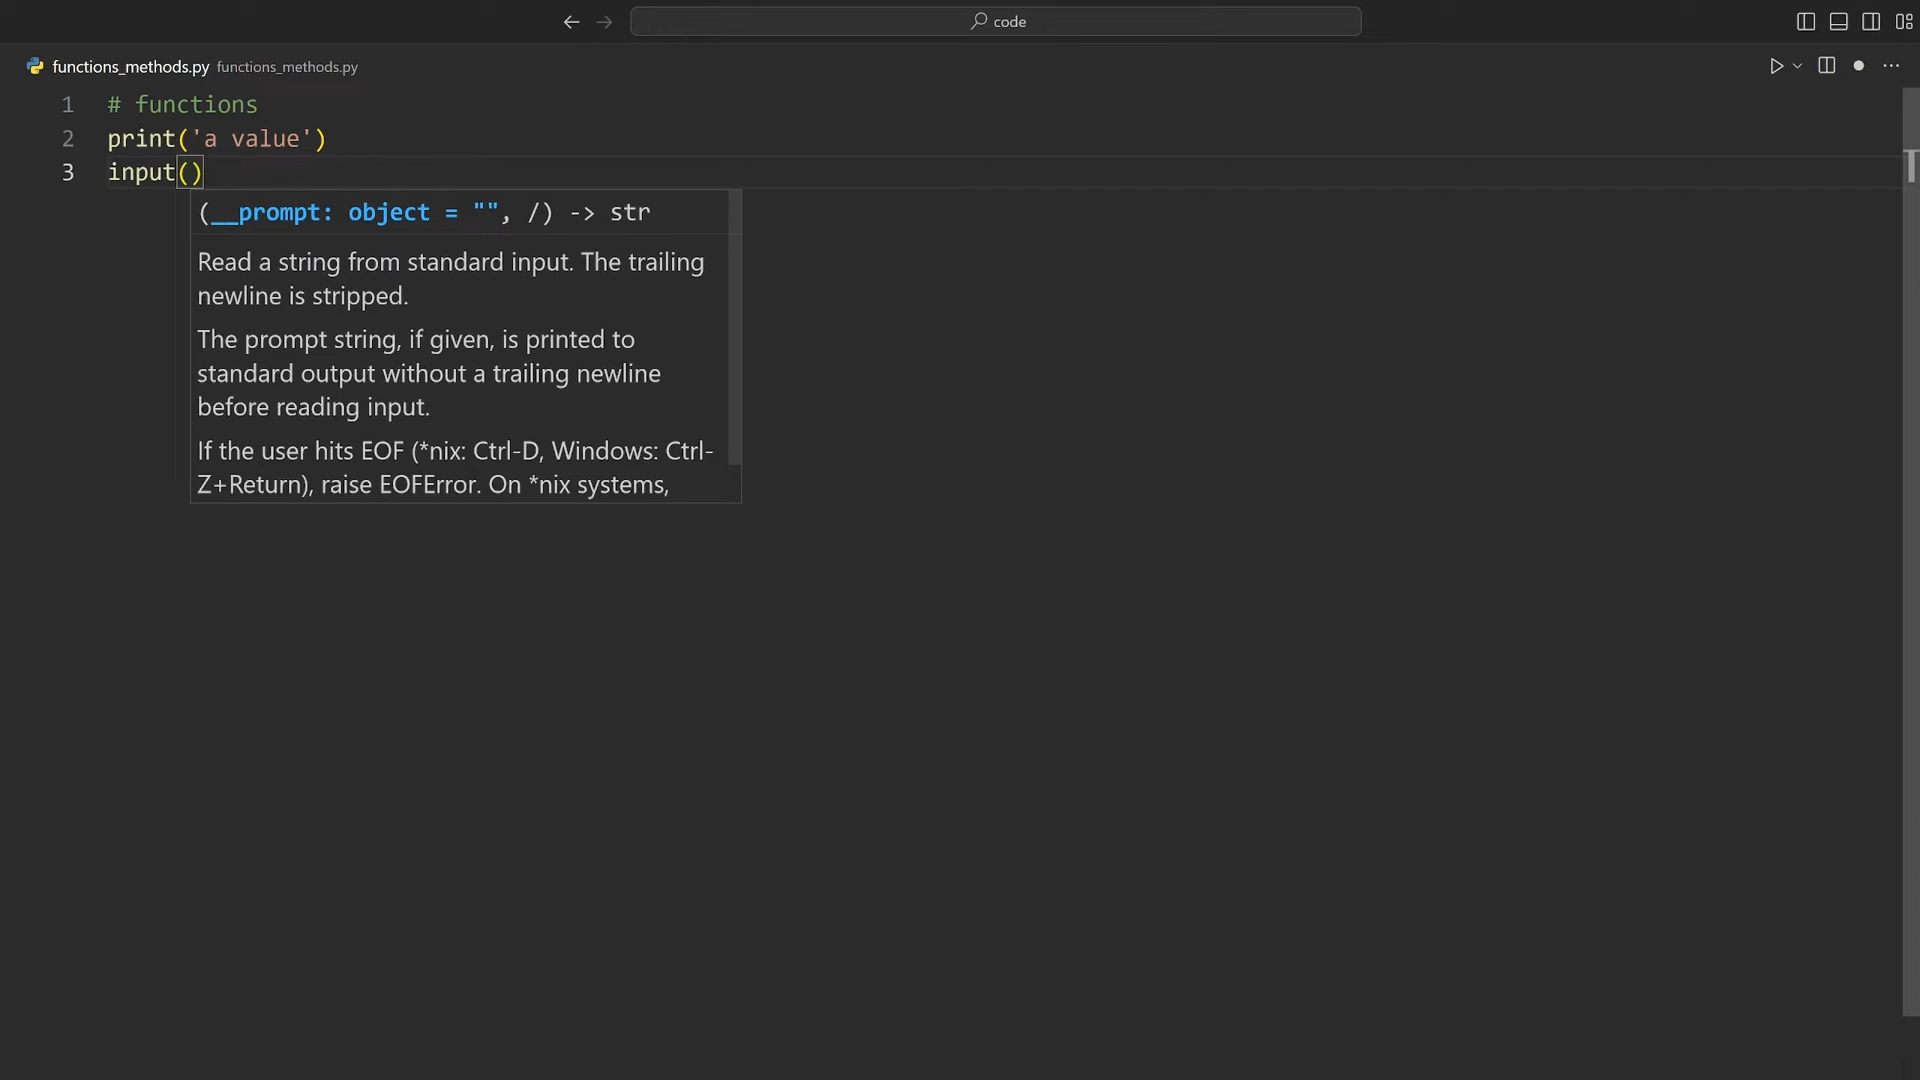 code
functions_methods.py functions_methods.py
1 # functions
2 print('a value')
3 input()
(__prompt: object = "", /) -> str
Read a string from standard input. The trailing
newline is stripped.
The prompt string, if given, is printed to
standard output without a trailing newline
before reading input.
If the user hits EOF (*nix: Ctrl-D, Windows: Ctrl-
Z+Return), raise EOFError. On *nix systems,